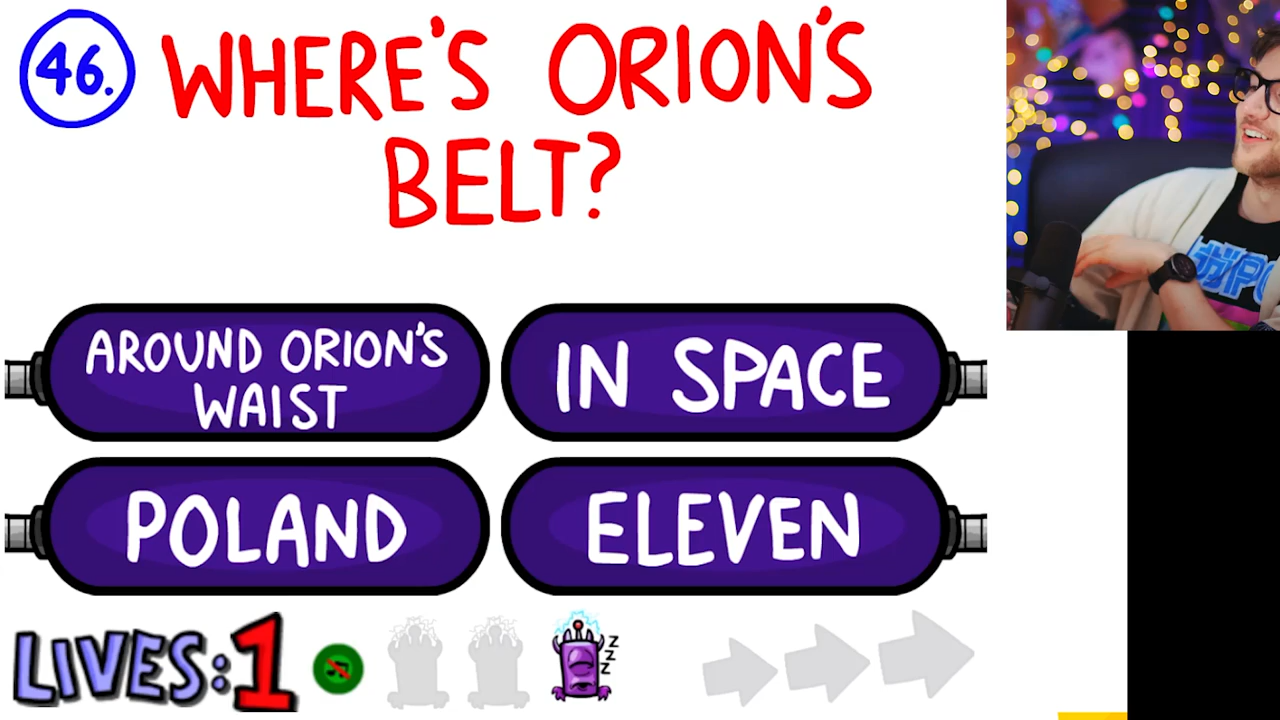 46. WHERE'S ORION'S
BELT?
AROUND ORION'S
WAIST
IN SPACE
POLAND
ELEVEN
LIVES:1
z
z
z